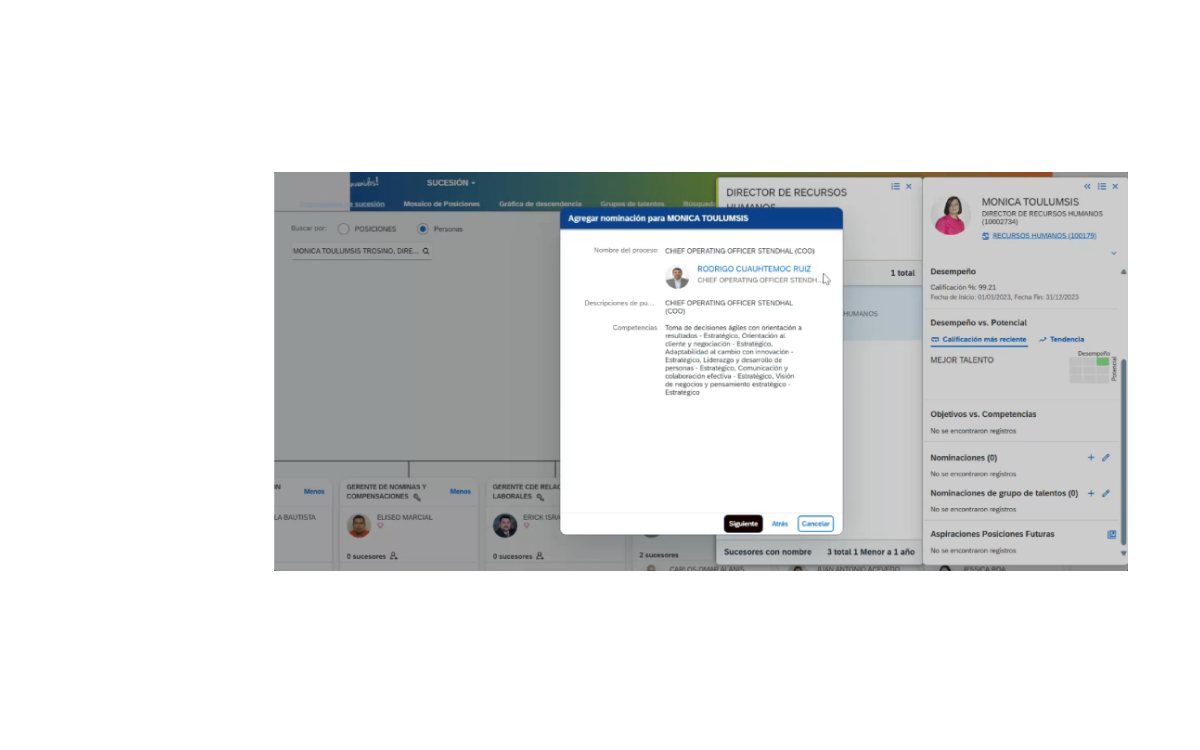 SUCESIÓN
de sucesión
Mosaico de Posiciones
Gráfica de descendencia
Grupos de talentos
Buscar por:
POSICIONES
Personas
MONICA TOULUMSIS TROSINO, DIRE...
DIRECTOR DE RECURSOS
HUMANOS
1 total
HUMANOS
Agregar nominación para MONICA TOULUMSIS
Nombre del proceso
CHIEF OPERATING OFFICER STENDHAL (COO)
RODRIGO CUAUHTEMOC RUIZ
CHIEF OPERATING OFFICER STENDH...
Descripciones de pu...
CHIEF OPERATING OFFICER STENDHAL
(COO)
Competencias
Toma de decisiones ágiles con orientación a
resultados - Estratégico, Orientación al
cliente y negociación - Estratégico,
Adaptabilidad al cambio con innovación -
Estratégico, Liderazgo y desarrollo de
personas - Estratégico, Comunicación y
colaboración efectiva - Estratégico, Visión
de negocios y pensamiento estratégico -
Estratégico
Siguiente
Atrás
Cancelar
MONICA TOULUMSIS
DIRECTOR DE RECURSOS HUMANOS
(10002734)
RECURSOS HUMANOS (100179)
Desempeño
Calificación %: 99.21
Fecha de Inicio: 01/01/2023, Fecha Fin: 31/12/2023
Desempeño vs. Potencial
Calificación más reciente
Tendencia
MEJOR TALENTO
Desempeño
Potencial
Objetivos vs. Competencias
No se encontraron registros
Nominaciones (0)
No se encontraron registros
Nominaciones de grupo de talentos (0)
No se encontraron registros
Aspiraciones Posiciones Futuras
No se encontraron registros
Menos
LA BAUTISTA
GERENTE DE NOMINAS Y
COMPENSACIONES
Menos
ELISEO MARCIAL
0 sucesores
GERENTE CDE RELAC
LABORALES
ERICK ISRA
0 sucesores
2 sucesores
Sucesores con nombre
3 total 1 Menor a 1 año
CARLOS OMAR ALANIS
JUAN ANTONIO ACEVEDO
JESSICA ROA